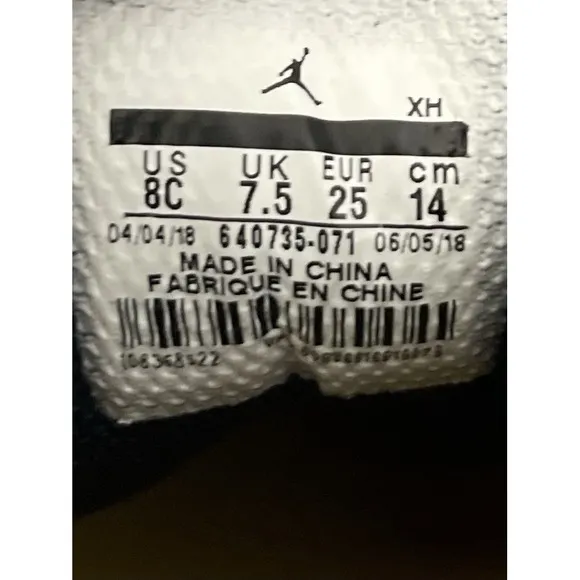 XH
US UK EUR cm
8C 7.5 25 14
04/04/18 640735-071 06/05/18
MADE IN CHINA
FABRIQUE EN CHINE